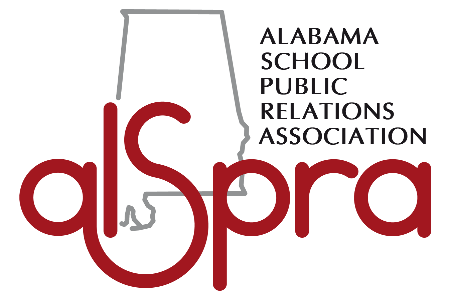 ALABAMA
SCHOOL
PUBLIC
RELATIONS
ASSOCIATION
alSpra